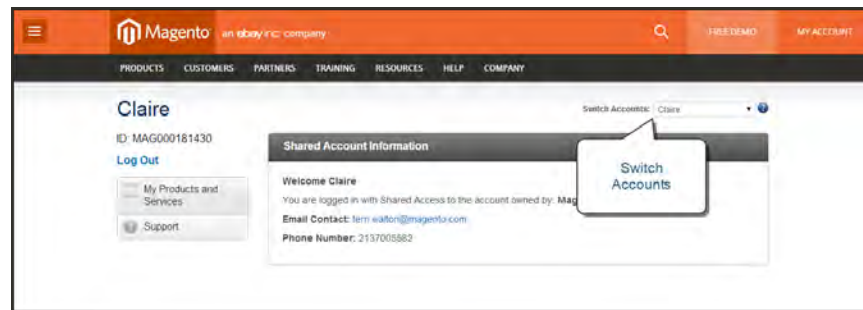 Magento an ebay inc. company
FREE DEMO
MY ACCOUNT
PRODUCTS CUSTOMERS PARTNERS TRAINING RESOURCES HELP COMPANY
Claire
Switch Accounts: Claire
ID: MAG000181430
Log Out
Shared Account Information
Switch
Accounts
My Products and
Services
Welcome Claire
You are logged in with Shared Access to the account owned by: Mag
Support
Email Contact: fern.walton@magento.com
Phone Number: 2137005582